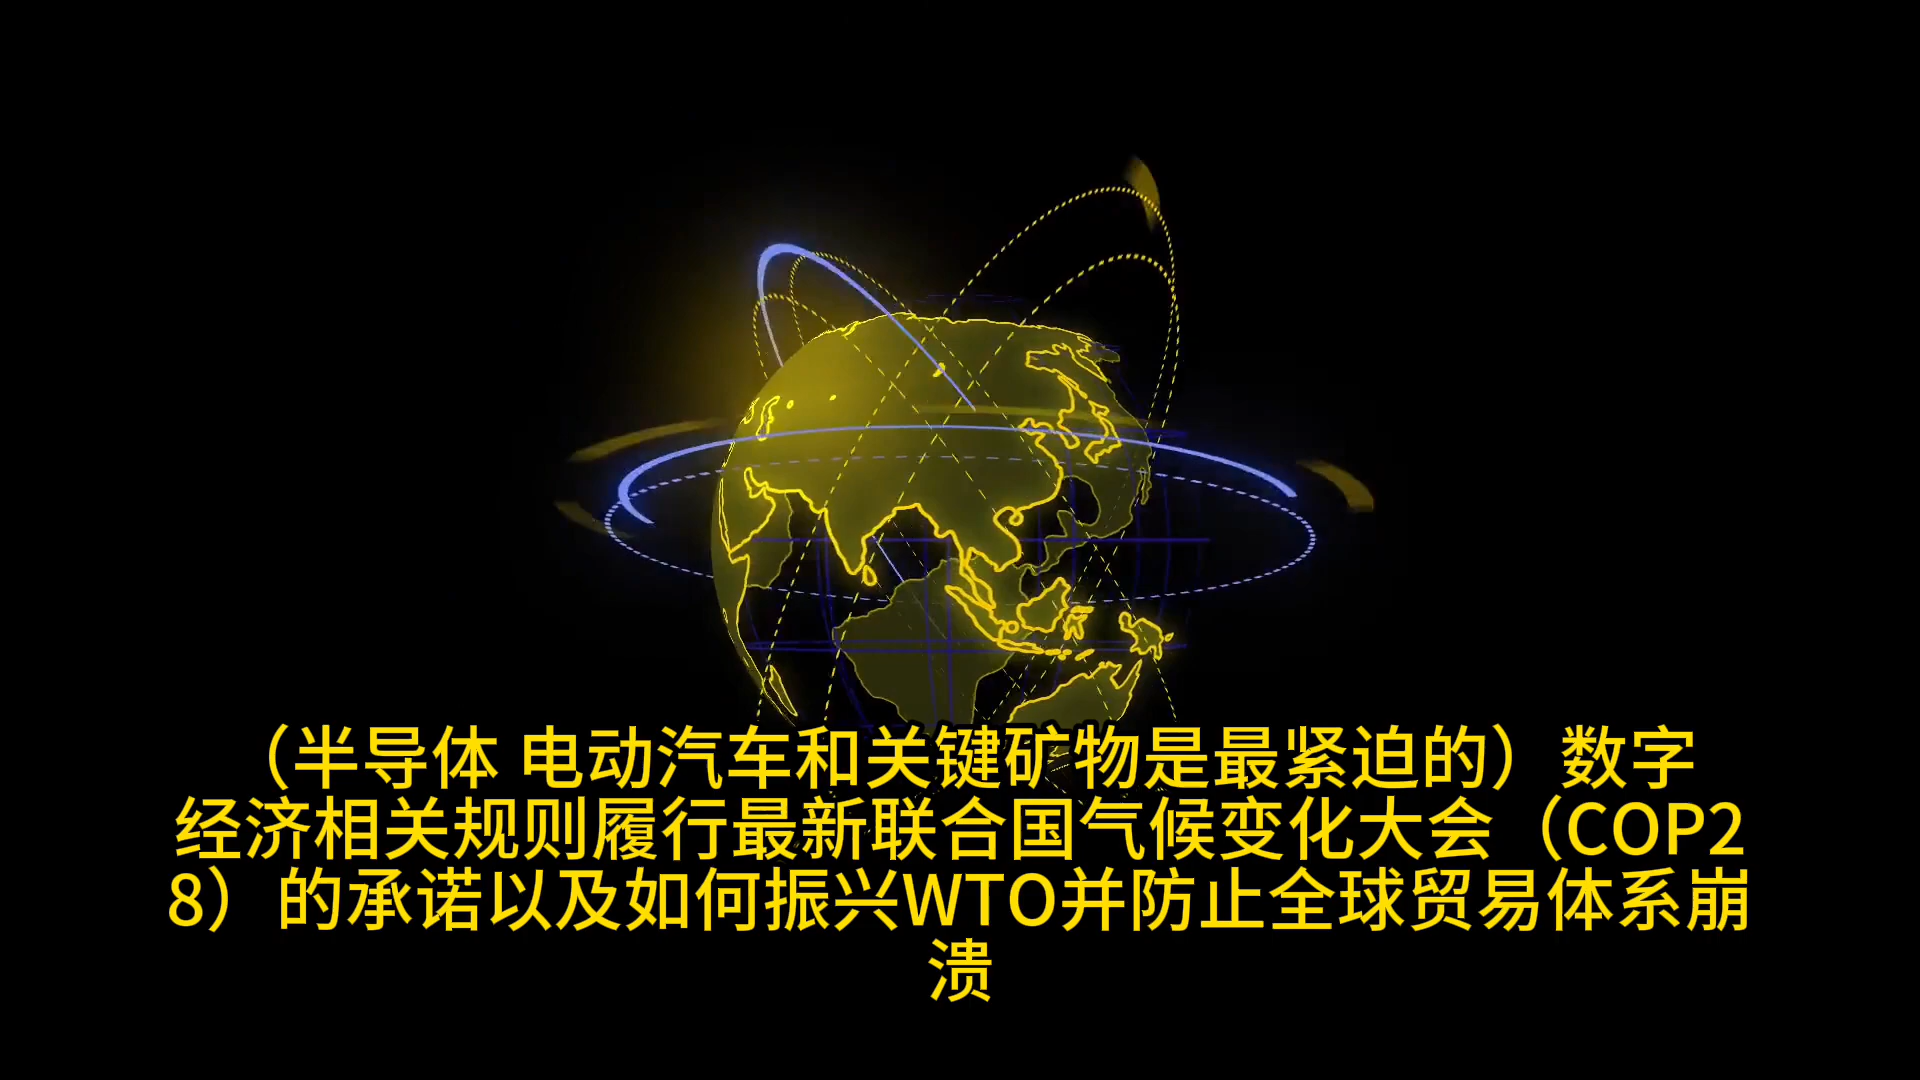 （半导体 电动汽车和关键矿物是最紧迫的）数字
经济相关规则履行最新联合国气候变化大会（COP2
8）的承诺以及如何振兴WTO并防止全球贸易体系崩
溃